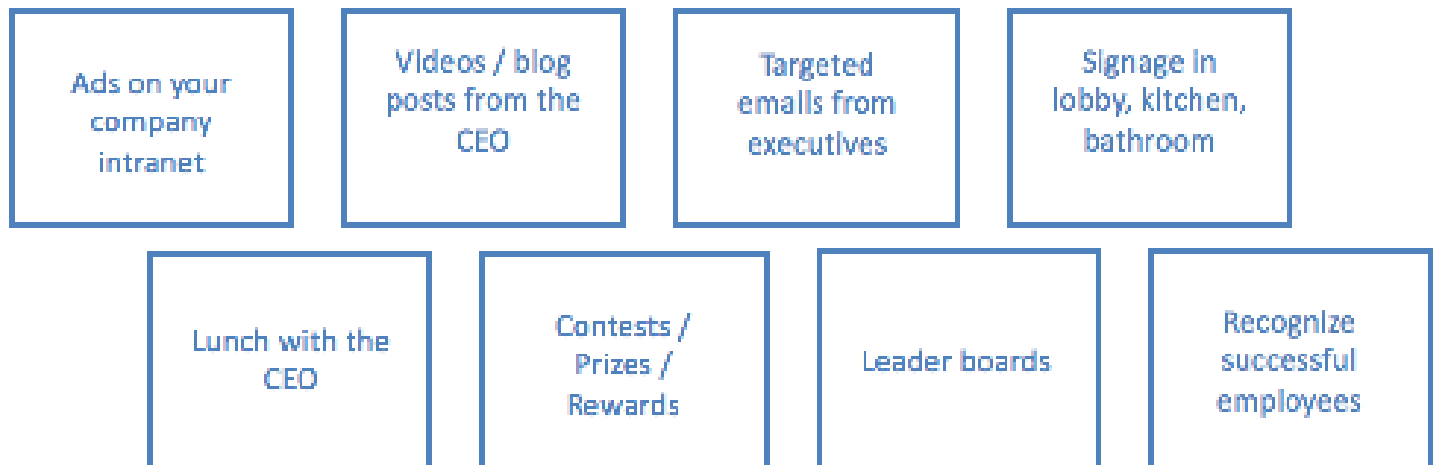 Ads on your
company
intranet
Videos / blog
posts from the
CEO
Targeted
emails from
executives
Signage in
lobby, kitchen,
bathroom
Lunch with the
CEO
Contests /
Prizes /
Rewards
Leader boards
Recognize
successful
employees